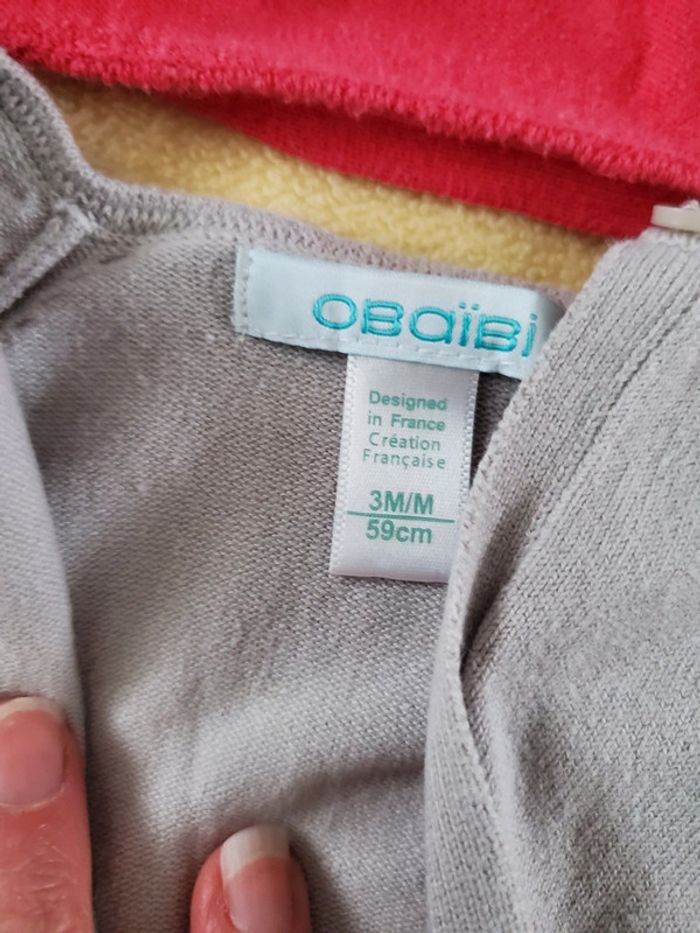 OBaïBi
Designed
in France
Création
Française
3M/M
59cm